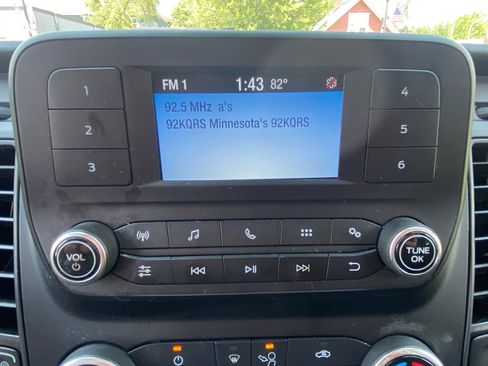 FM 1 1:43 82°
92.5 MHz a's
92KQRS Minnesota's 92KQRS
1
2
3
4
5
6
VOL
TUNE
OK